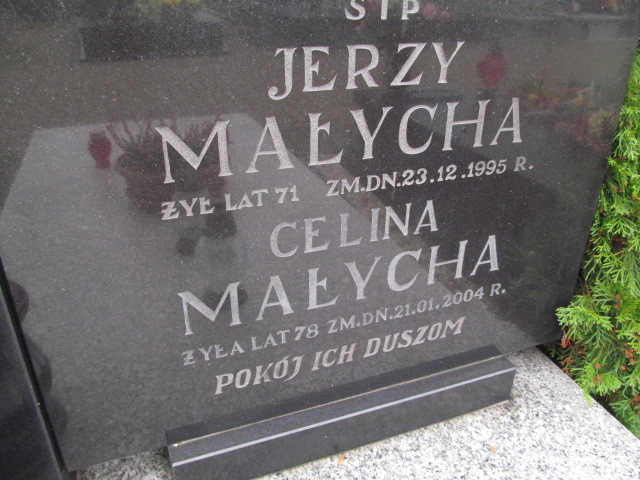 ŚTP
JERZY
MAŁYCHA
ŻYŁ LAT 71 ZM.DN.23.12.1995 R.
CELINA
MAŁYCHA
ŻYŁA LAT 78 ZM.DN.21.01.2004 R.
POKÓJ ICH DUSZOM